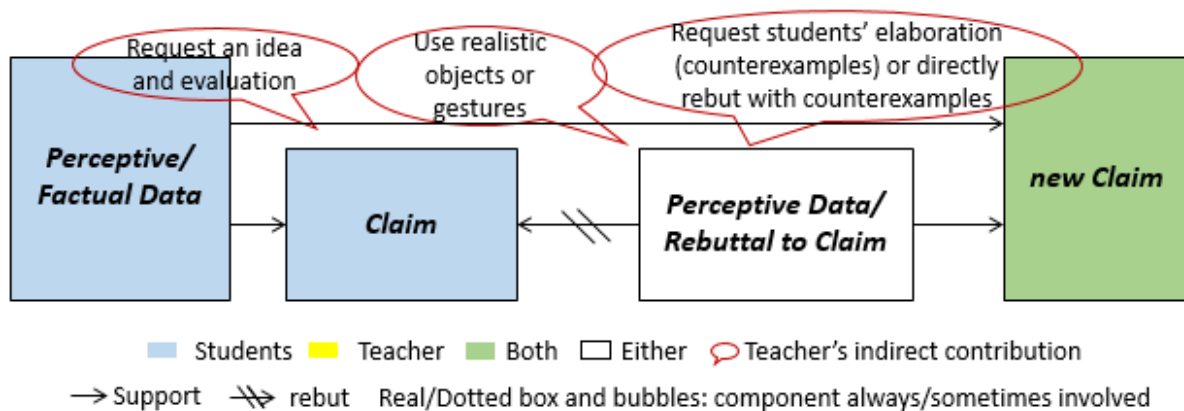 Request an idea
and evaluation
Use realistic
objects or
gestures
Request students’ elaboration
(counterexamples) or directly
rebut with counterexamples
Perceptive/
Factual Data
Claim
Perceptive Data/
Rebuttal to Claim
new Claim
Students Teacher Both Either Teacher’s indirect contribution
Support rebut Real/Dotted box and bubbles: component always/sometimes involved